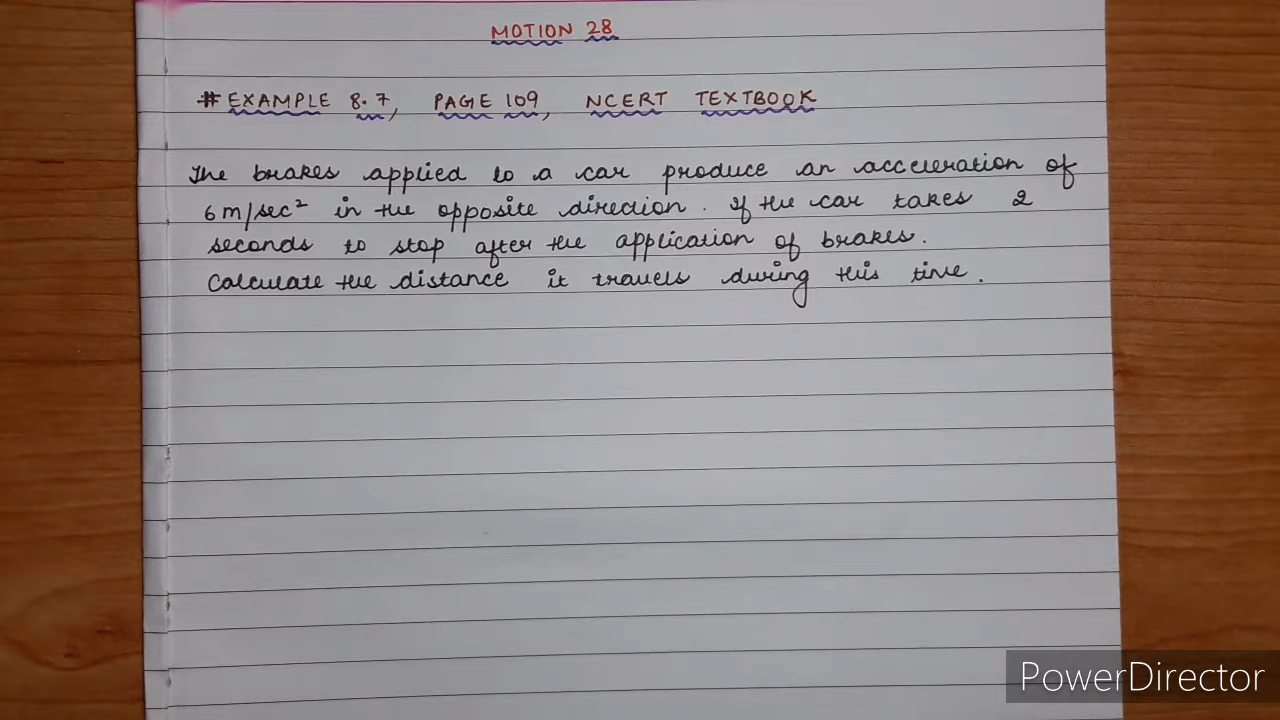 MOTION 28
# EXAMPLE 8.7, PAGE 109, NCERT TEXTBOOK
The brakes applied to a car produce an acceleration of
6 m/sec² in the opposite direction. If the car takes 2
seconds to stop after the application of brakes.
Calculate the distance it travels during this time.
PowerDirector